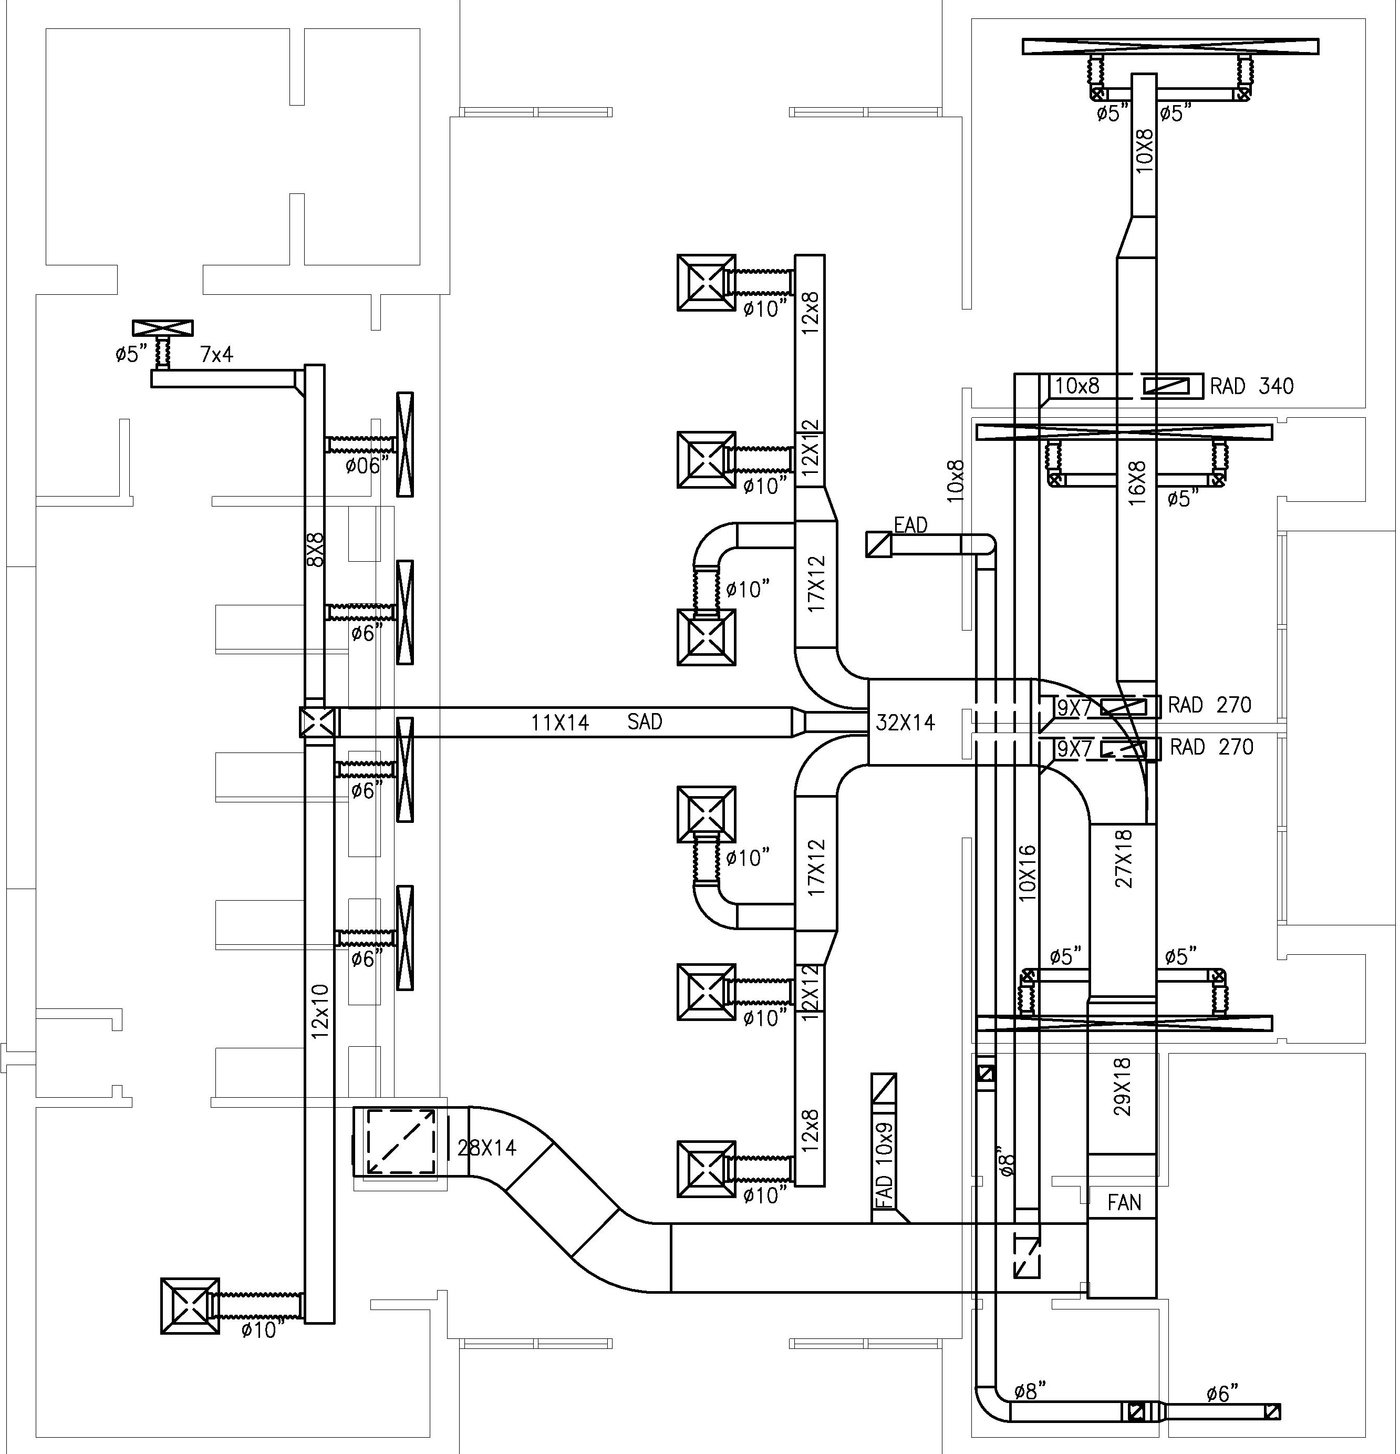 ø5” ø5”
10X8
12x8
ø10”
ø5” 7x4
10x8 RAD 340
12X12
ø06”
ø10”
10x8
16X8
ø5”
EAD
8X8
17X12
ø10”
ø6”
9X7 RAD 270
11X14 SAD 32X14
9X7 RAD 270
ø6”
ø10”
17X12
10X16
27X18
ø6”
ø5” ø5”
12X12
12x10
ø10”
29X18
12x8
28X14
FAD 10x9
ø8”
ø10”
FAN
ø10”
ø8” ø6”